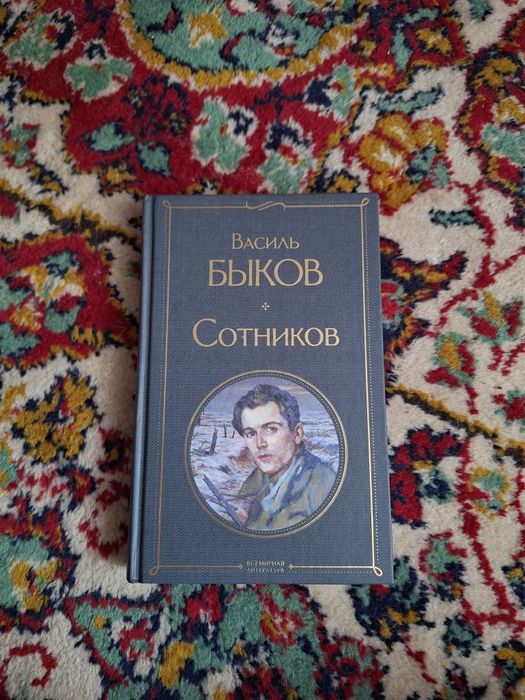 Василь
Быков
Сотников
Всемирная
литература